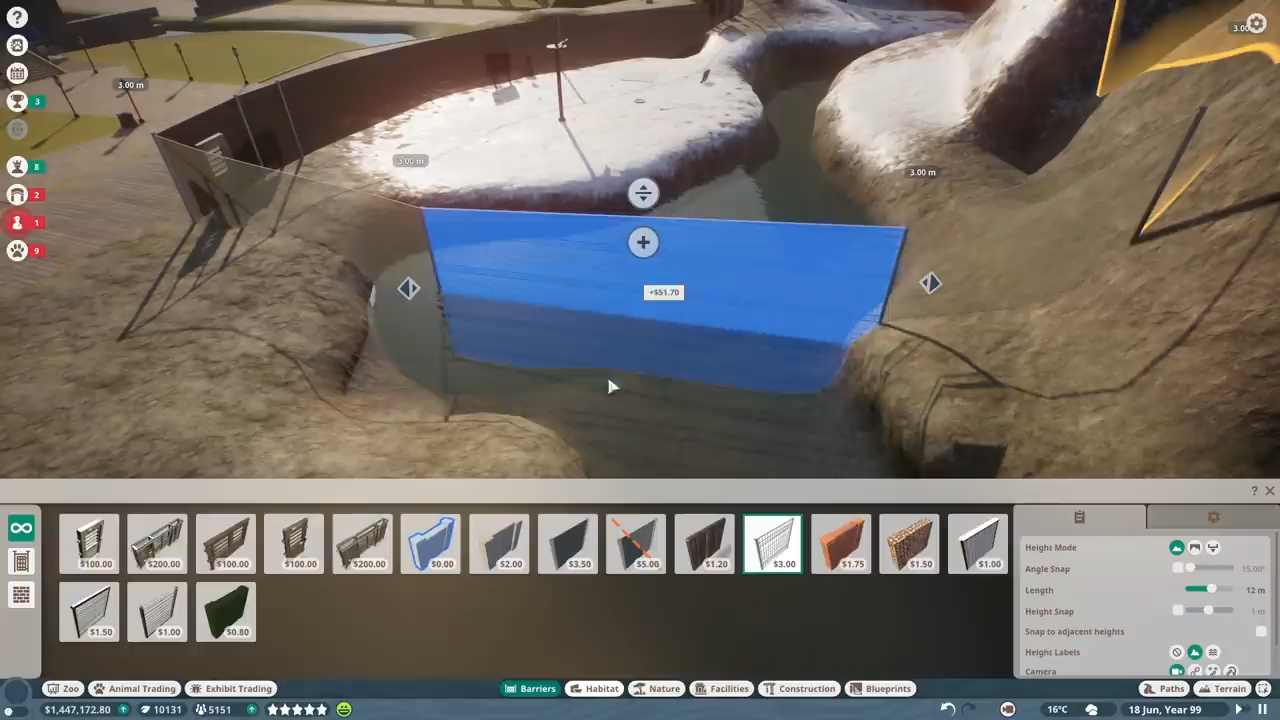 ?
3.00
3.00 m
3
3.00 m
8
3.00 m
2
1
9
+$51.70
? ×
$100.00 $200.00 $100.00 $100.00 $200.00 $0.00 $2.00 $3.50 $5.00 $1.20 $3.00 $1.75 $1.50 $1.00
$1.50 $1.00 $0.80
Height Mode
Angle Snap 15.00°
Length 12 m
Height Snap 1 m
Snap to adjacent heights
Height Labels
Camera
Zoo Animal Trading Exhibit Trading Barriers Habitat Nature Facilities Construction Blueprints Paths Terrain
$1,447,172.80 10131 5151 16°C 18 Jun, Year 99